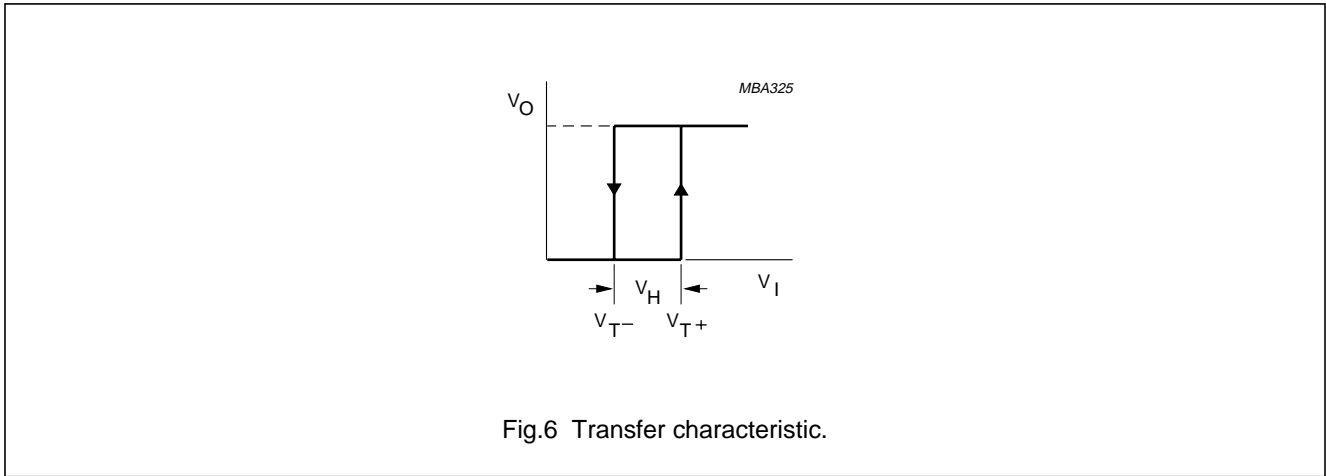 MBA325
VO
VI
VH
VT− VT+
Fig.6 Transfer characteristic.